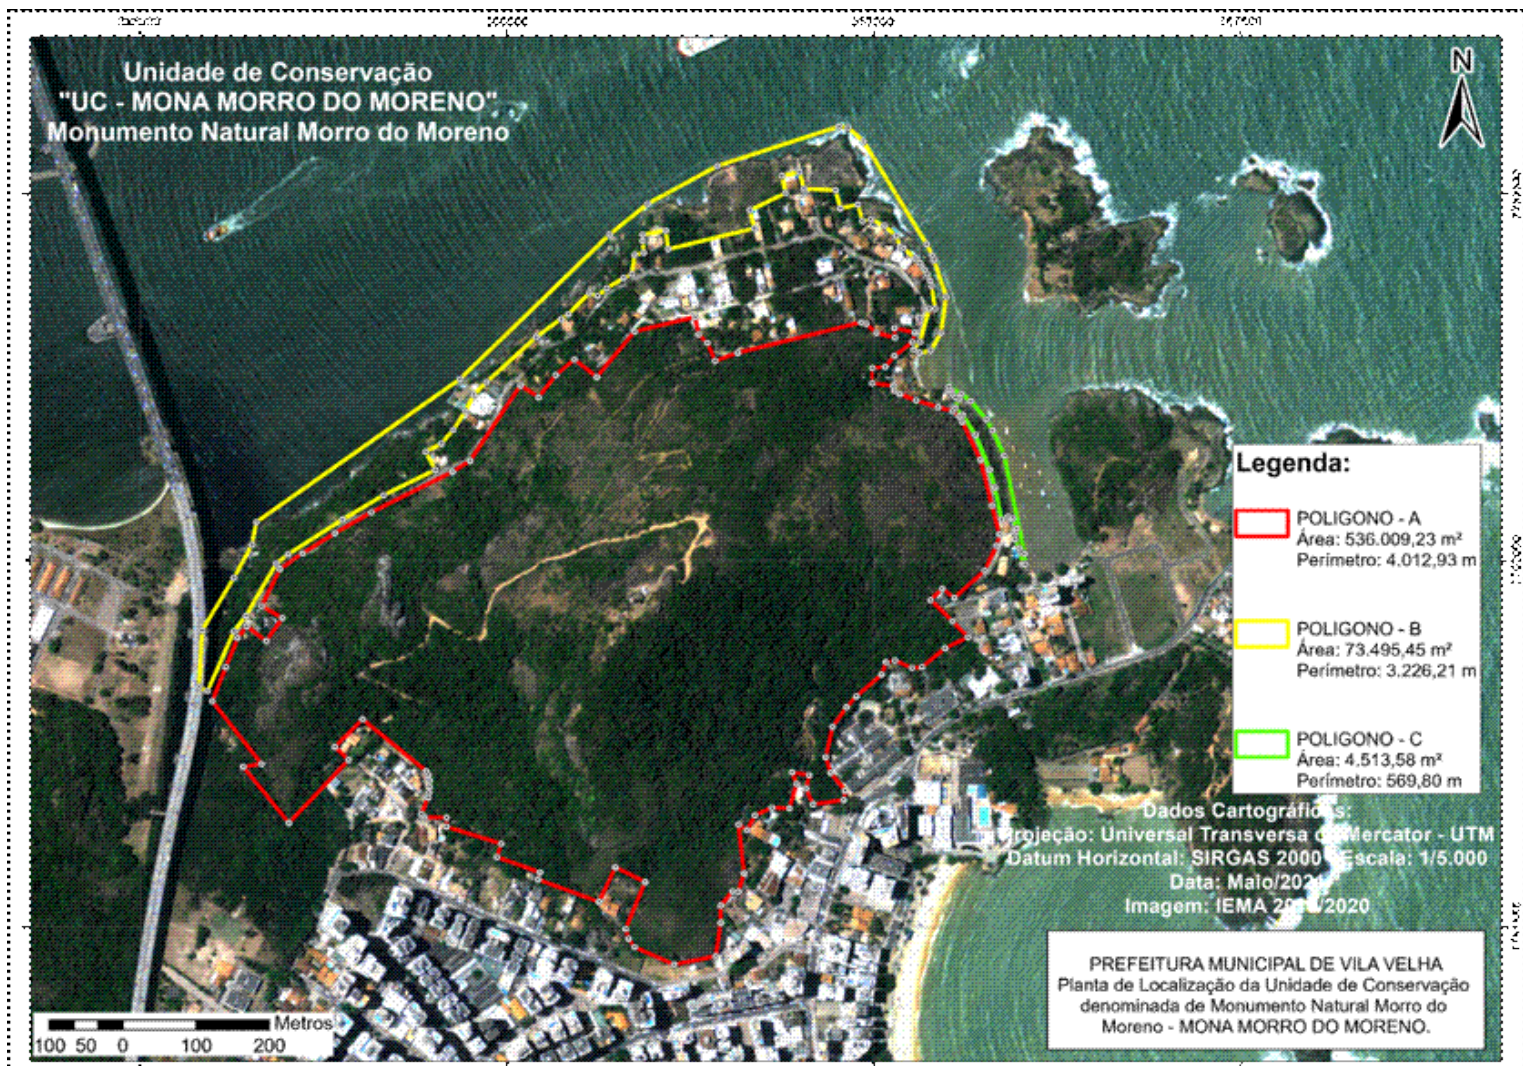 Unidade de Conservação
"UC - MONA MORRO DO MORENO"
Monumento Natural Morro do Moreno
N
Legenda:
POLIGONO - A
Área: 536.009,23 m²
Perímetro: 4.012,93 m
POLIGONO - B
Área: 73.495,45 m²
Perímetro: 3.226,21 m
POLIGONO - C
Área: 4.513,58 m²
Perímetro: 569,80 m
Dados Cartográficos:
Projeção: Universal Transversa de Mercator - UTM
Datum Horizontal: SIRGAS 2000 Escala: 1/5.000
Data: Maio/2021
Imagem: IEMA /2020
PREFEITURA MUNICIPAL DE VILA VELHA
Planta de Localização da Unidade de Conservação
denominada de Monumento Natural Morro do
Moreno - MONA MORRO DO MORENO.
Metros
100 50 0 100 200